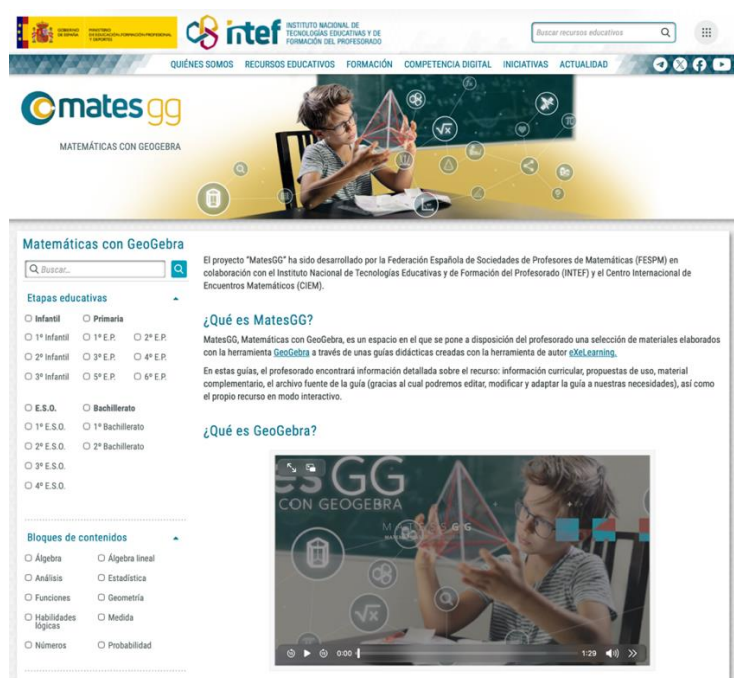 GOBIERNO DE ESPAÑA
MINISTERIO DE EDUCACIÓN, FORMACIÓN PROFESIONAL Y DEPORTES
intef
INSTITUTO NACIONAL DE
TECNOLOGÍAS EDUCATIVAS Y DE
FORMACIÓN DEL PROFESORADO
Buscar recursos educativos
QUIÉNES SOMOS RECURSOS EDUCATIVOS FORMACIÓN COMPETENCIA DIGITAL INICIATIVAS ACTUALIDAD
mates gg
MATEMÁTICAS CON GEOGEBRA
Matemáticas con GeoGebra
Buscar...
Etapas educativas
Infantil Primaria
1º Infantil 1º E.P. 2º E.P.
2º Infantil 3º E.P. 4º E.P.
3º Infantil 5º E.P. 6º E.P.
E.S.O. Bachillerato
1º E.S.O. 1º Bachillerato
2º E.S.O. 2º Bachillerato
3º E.S.O.
4º E.S.O.
Bloques de contenidos
Álgebra Álgebra lineal
Análisis Estadística
Funciones Geometría
Habilidades lógicas Medida
Números Probabilidad
El proyecto "MatesGG" ha sido desarrollado por la Federación Española de Sociedades de Profesores de Matemáticas (FESPM) en
colaboración con el Instituto Nacional de Tecnologías Educativas y de Formación del Profesorado (INTEF) y el Centro Internacional de
Encuentros Matemáticos (CIEM).
¿Qué es MatesGG?
MatesGG, Matemáticas con GeoGebra, es un espacio en el que se pone a disposición del profesorado una selección de materiales elaborados
con la herramienta GeoGebra a través de unas guías didácticas creadas con la herramienta de autor eXeLearning.
En estas guías, el profesorado encontrará información detallada sobre el recurso: información curricular, propuestas de uso, material
complementario, el archivo fuente de la guía (gracias al cual podremos editar, modificar y adaptar la guía a nuestras necesidades), así como
el propio recurso en modo interactivo.
¿Qué es GeoGebra?
ES GG
CON GEOGEBRA
MATESGG
0:00
1:29